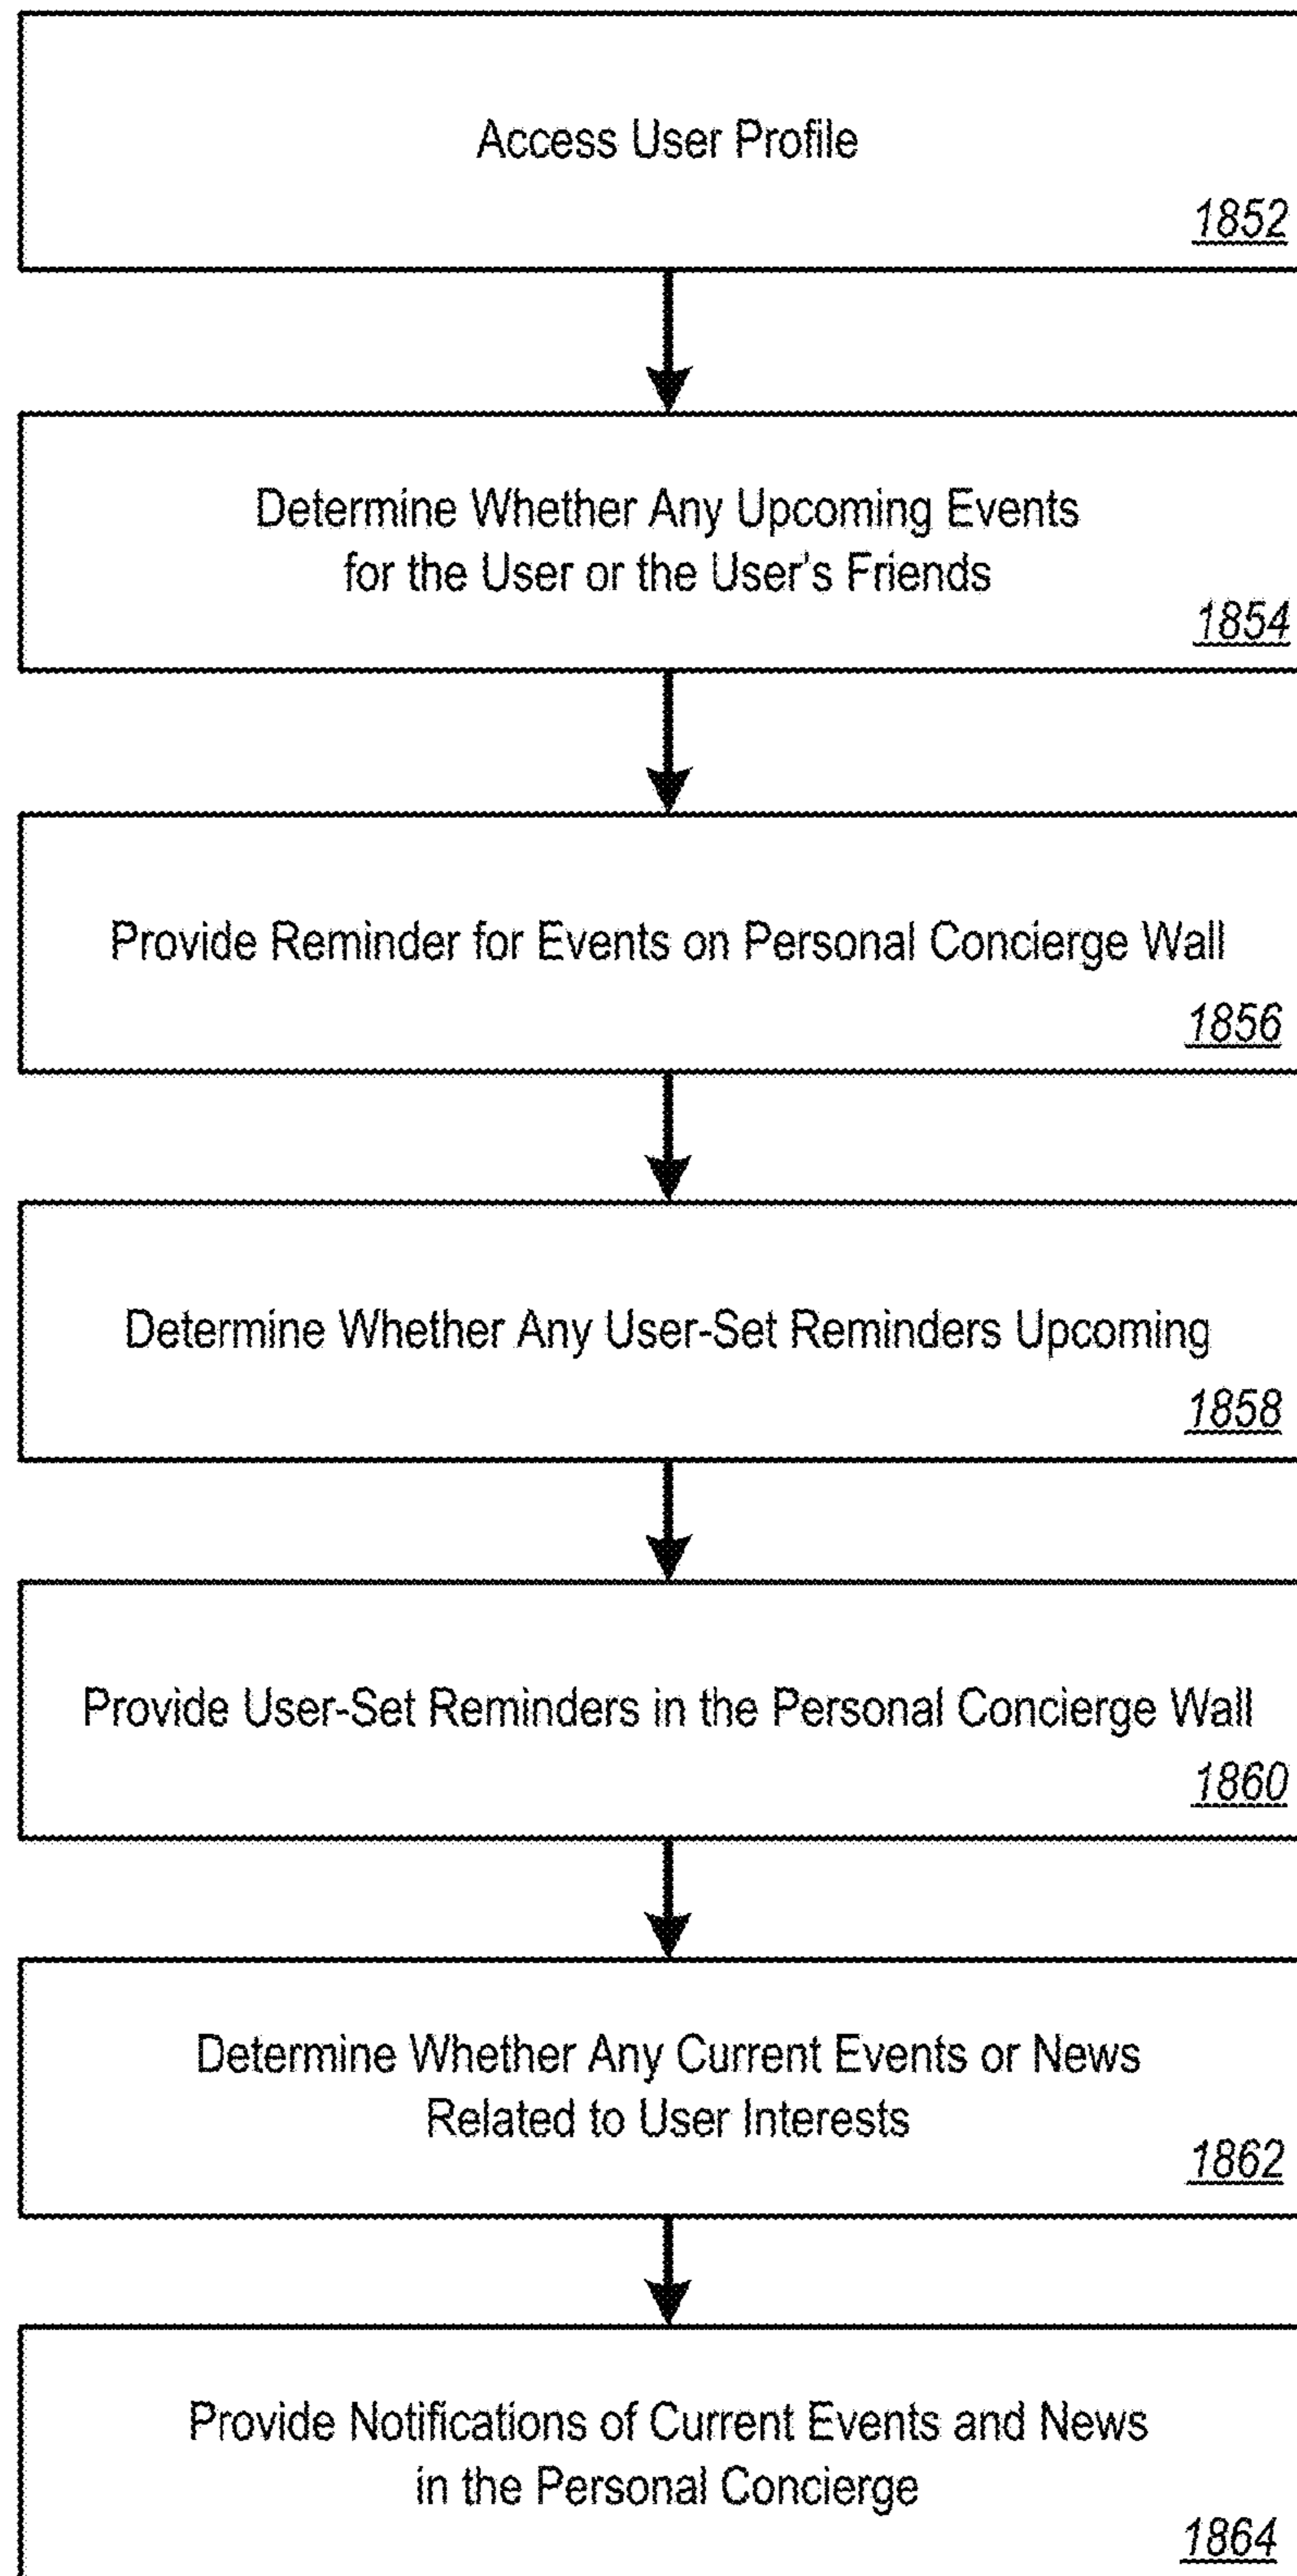 Access User Profile
1852
Determine Whether Any Upcoming Events
for the User or the User's Friends
1854
Provide Reminder for Events on Personal Concierge Wall
1856
Determine Whether Any User-Set Reminders Upcoming
1858
Provide User-Set Reminders in the Personal Concierge Wall
1860
Determine Whether Any Current Events or News
Related to User Interests
1862
Provide Notifications of Current Events and News
in the Personal Concierge
1864